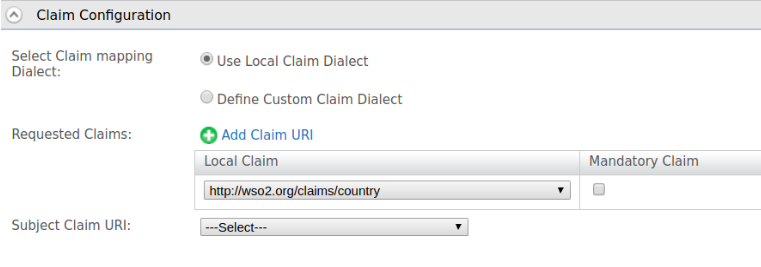 Claim Configuration
Select Claim mapping
Dialect:
Use Local Claim Dialect
Define Custom Claim Dialect
Requested Claims:
Add Claim URI
Local Claim
Mandatory Claim
http://wso2.org/claims/country
Subject Claim URI:
---Select---